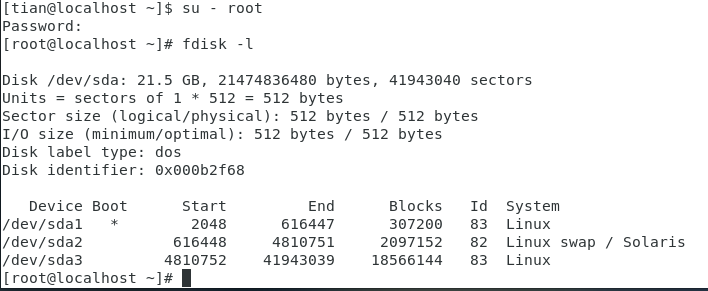 [tian@localhost ~]$ su - root
Password:
[root@localhost ~]# fdisk -l

Disk /dev/sda: 21.5 GB, 21474836480 bytes, 41943040 sectors
Units = sectors of 1 * 512 = 512 bytes
Sector size (logical/physical): 512 bytes / 512 bytes
I/O size (minimum/optimal): 512 bytes / 512 bytes
Disk label type: dos
Disk identifier: 0x000b2f68

   Device Boot      Start         End      Blocks   Id  System
/dev/sda1   *        2048      616447      307200   83  Linux
/dev/sda2          616448     4810751     2097152   82  Linux swap / Solaris
/dev/sda3         4810752    41943039    18566144   83  Linux
[root@localhost ~]#